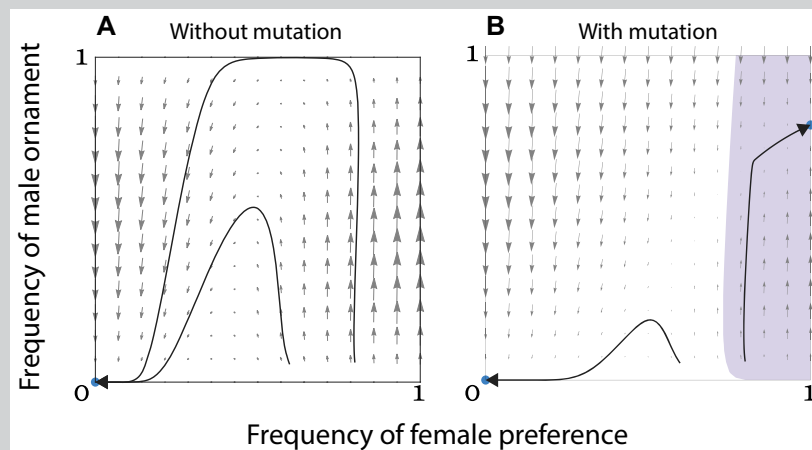 A Without mutation
B With mutation
Frequency of male ornament
1
0
1
1
0
1
Frequency of female preference